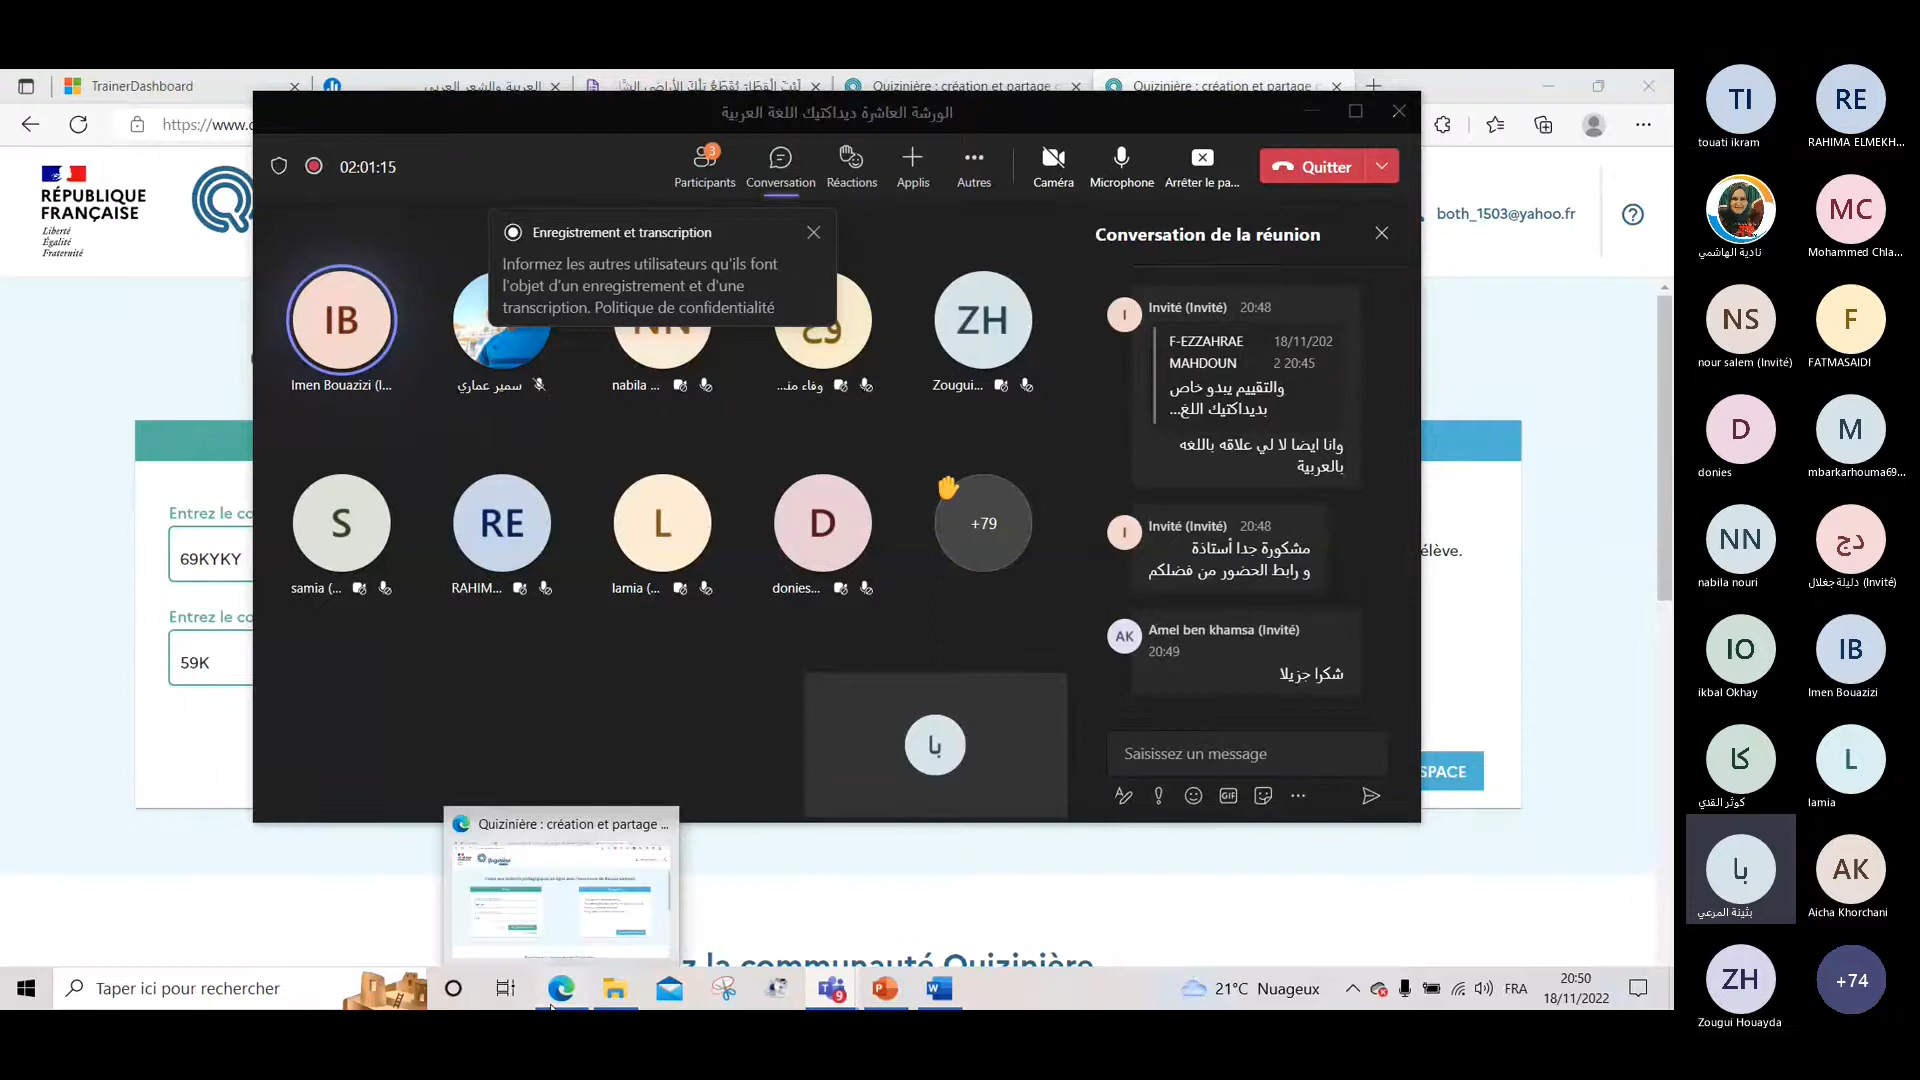 TrainerDashboard
العربية والشعر العربي
Quizinière : création et partage
Quizinière : création et partage
https://www.
RÉPUBLIQUE
FRANÇAISE
Liberté
Égalité
Fraternité
both_1503@yahoo.fr
الورشة العاشرة ديداكتيك اللغة العربية
02:01:15
3
Participants
Conversation
Réactions
Applis
Autres
Caméra
Microphone
Arrêter le pa...
Quitter
Enregistrement et transcription
Informez les autres utilisateurs qu'ils font
l'objet d'un enregistrement et d'une
transcription. Politique de confidentialité
IB
NN
وح
ZH
Imen Bouazizi (I...
سمير عماري
nabila ...
وفاء منـ...
Zougui...
S
RE
L
D
+79
samia (...
RAHIM...
lamia (...
donies...
با
Conversation de la réunion
I
Invité (Invité) 20:48
F-EZZAHRAE 18/11/202
MAHDOUN 2 20:45
والتقييم يبدو خاص
بديداكتيك اللغ...
وانا ايضا لا لي علاقه باللغه
بالعربية
I
Invité (Invité) 20:48
مشكورة جدا أستاذة
و رابط الحضور من فضلكم
AK
Amel ben khamsa (Invité)
20:49
شكرا جزيلا
Saisissez un message
GIF
Entrez le co
69KYKY
Entrez le co
59K
élève.
SPACE
Quizinière : création et partage ...
z la communauté Quizinière
Taper ici pour rechercher
9
21°C Nuageux
FRA
20:50
18/11/2022
TI
touati ikram
RE
RAHIMA ELMEKH...
نادية الهاشمي
MC
Mohammed Chla...
NS
nour salem (Invité)
F
FATMASAIDI
D
donies
M
mbarkarhouma69...
NN
nabila nouri
دج
دليلة جغلال (Invité)
IO
ikbal Okhay
IB
Imen Bouazizi
كا
كوثر القدي
L
lamia
با
بثينة المرعي
AK
Aicha Khorchani
ZH
Zougui Houayda
+74